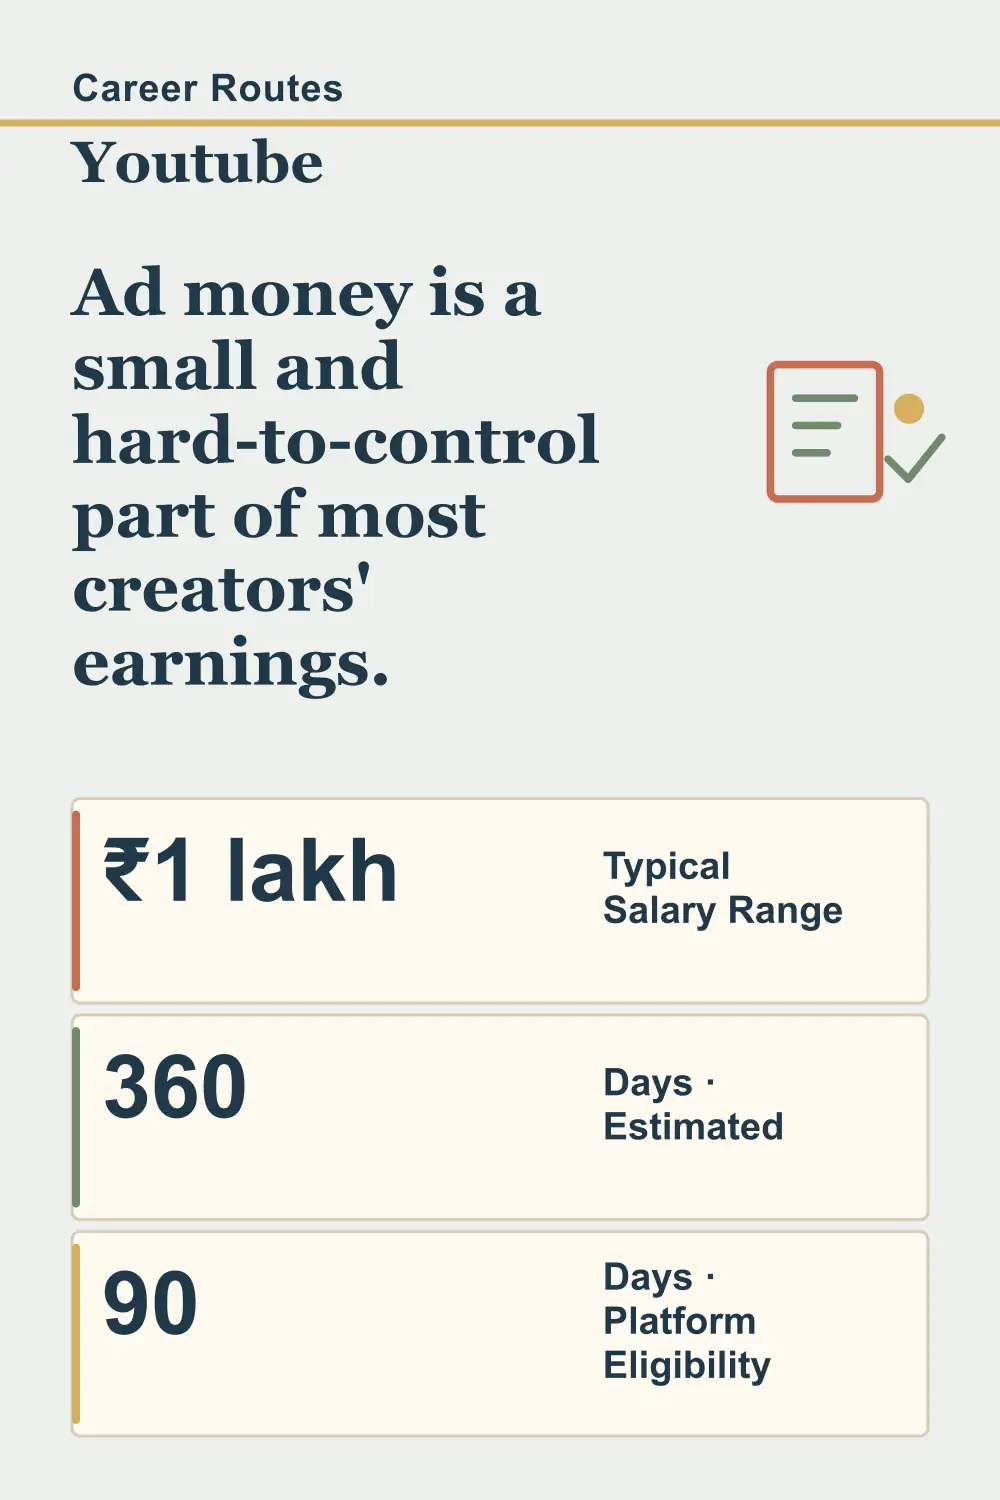 Career Routes
Youtube
Ad money is a
small and
hard-to-control
part of most
creators'
earnings.
₹1 lakh
Typical
Salary Range
360
Days ·
Estimated
90
Days ·
Platform
Eligibility